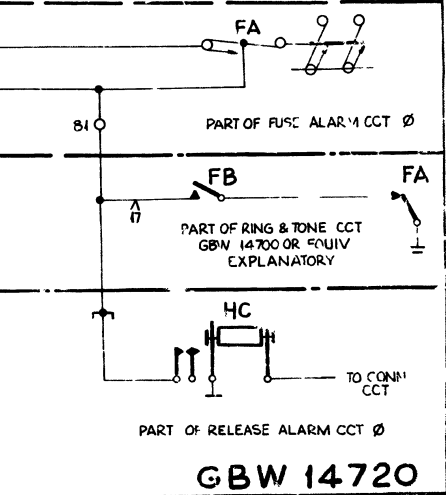 FA
81
PART OF FUSE ALARM CCT Ø
FB
FA
17
PART OF RING & TONE CCT
GBW 14700 OR EQUIV
EXPLANATORY
HC
TO CONN
CCT
PART OF RELEASE ALARM CCT Ø
GBW 14720